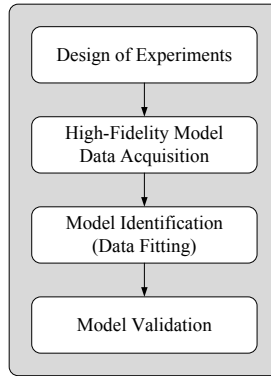 Design of Experiments
High-Fidelity Model
Data Acquisition
Model Identification
(Data Fitting)
Model Validation